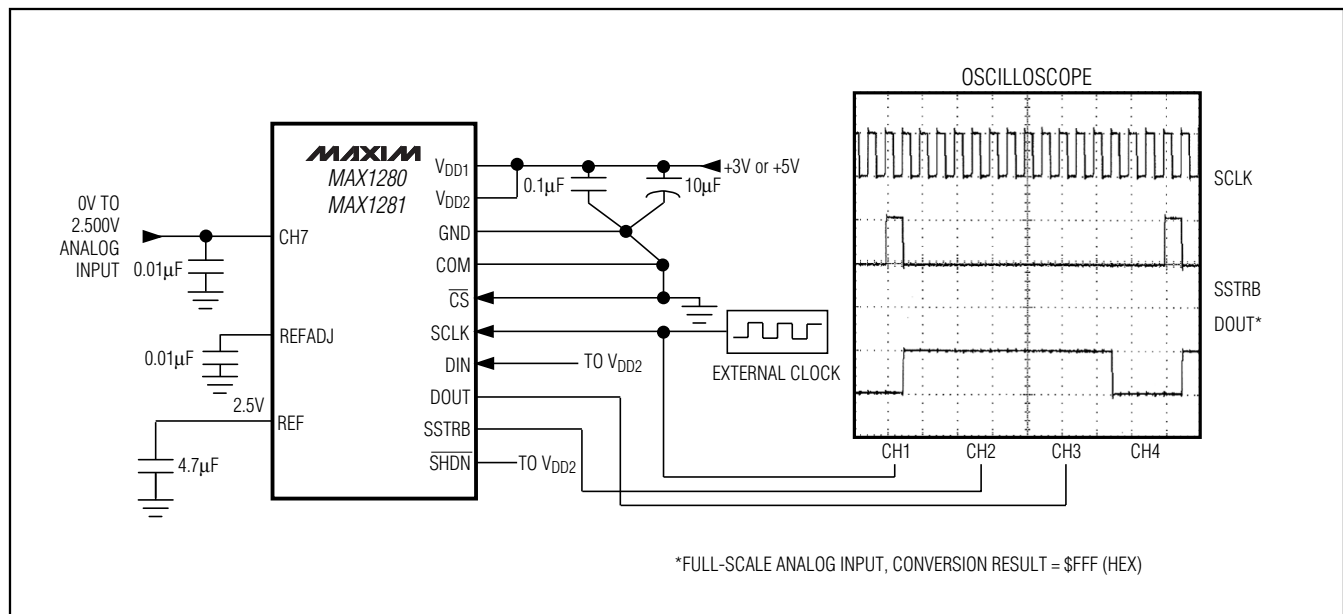 OSCILLOSCOPE
MAXIM
MAX1280
MAX1281
0V TO
2.500V
ANALOG
INPUT
0.01µF
CH7
REFADJ
0.01µF
2.5V
REF
4.7µF
VDD1
VDD2
GND
COM
CS
SCLK
DIN
DOUT
SSTRB
SHDN
0.1µF
10µF
+3V or +5V
TO VDD2
TO VDD2
EXTERNAL CLOCK
SCLK
SSTRB
DOUT*
CH1
CH2
CH3
CH4
*FULL-SCALE ANALOG INPUT, CONVERSION RESULT = $FFF (HEX)